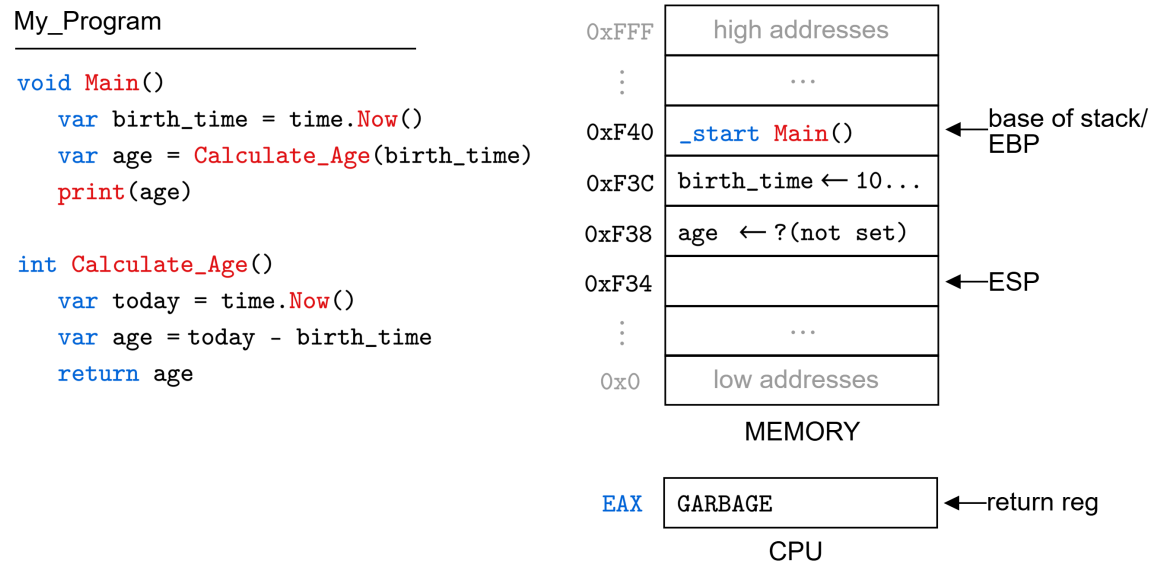 My_Program
void Main()
var birth_time = time.Now()
var age = Calculate_Age(birth_time)
print(age)
int Calculate_Age()
var today = time.Now()
var age = today - birth_time
return age
0xFFF high addresses
⋮ ...
0xF40 _start Main() ← base of stack/
EBP
0xF3C birth_time ← 10...
0xF38 age ← ?(not set)
0xF34 ← ESP
⋮ ...
0x0 low addresses
MEMORY
EAX GARBAGE ← return reg
CPU